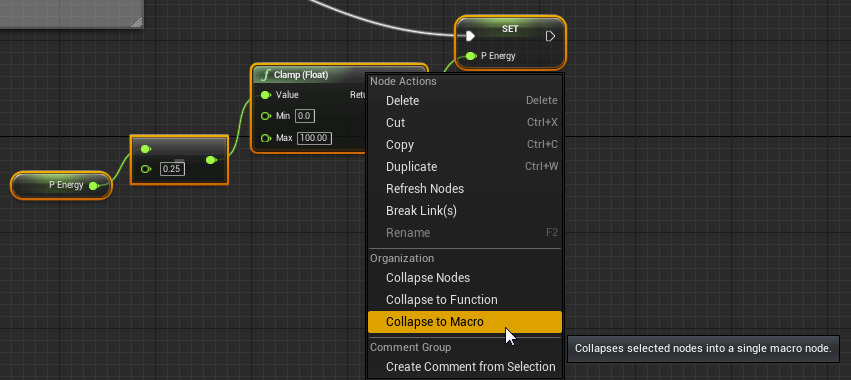 SET
P Energy
f Clamp (Float)
Value
Min 0.0
Max 100.00
0.25
P Energy
Node Actions
Delete Delete
Cut Ctrl+X
Copy Ctrl+C
Duplicate Ctrl+W
Refresh Nodes
Break Link(s)
Rename F2
Organization
Collapse Nodes
Collapse to Function
Collapse to Macro
Collapses selected nodes into a single macro node.
Comment Group
Create Comment from Selection